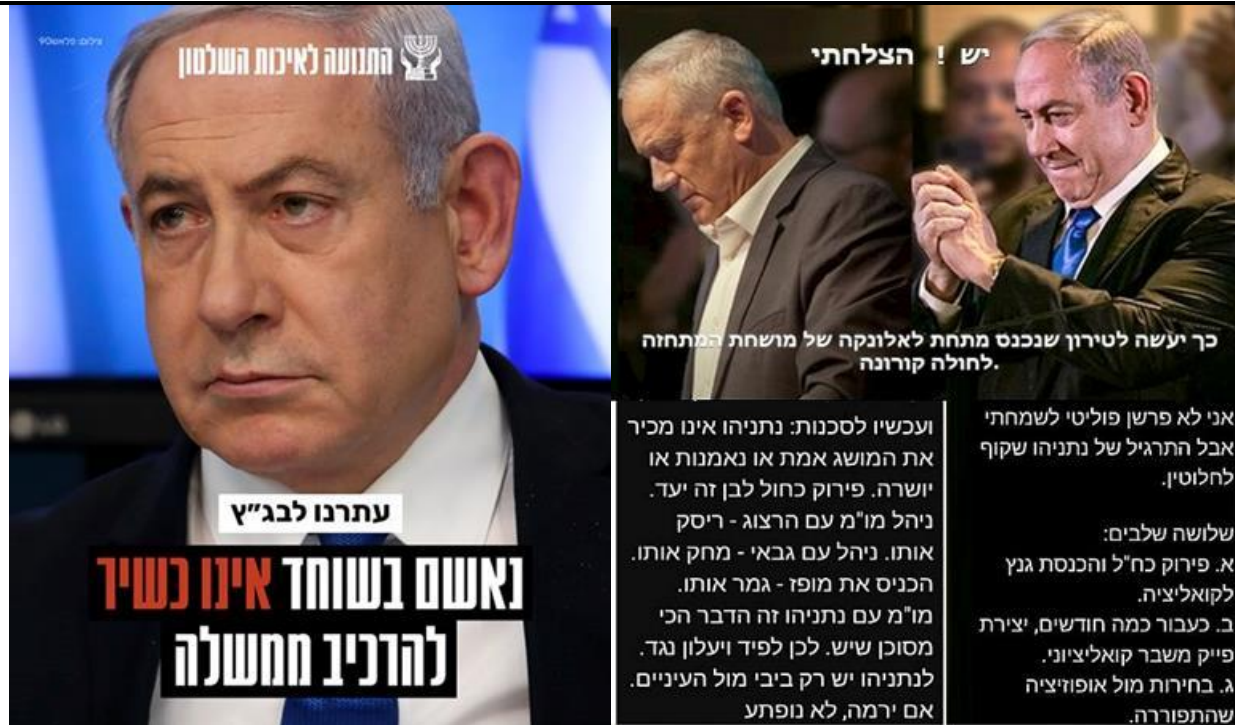 צילום: פלאש90
התנועה לאיכות השלטון
עתרנו לבג״ץ
נאשם בשוחד אינו כשיר
להרכיב ממשלה
יש ! הצלחתי
כך יעשה לטירון שנכנס מתחת לאלונקה של מושחת המתחזה
לחולה קורונה.
אני לא פרשן פוליטי לשמחתי
אבל התרגיל של נתניהו שקוף
לחלוטין.
שלושה שלבים:
א. פירוק כח"ל והכנסת גנץ
לקואליציה.
ב. כעבור כמה חודשים, יצירת
פייק משבר קואליציוני.
ג. בחירות מול אופוזיציה
שהתפוררה.
ועכשיו לסכנות: נתניהו אינו מכיר
את המושג אמת או נאמנות או
יושרה. פירוק כחול לבן זה יעד.
ניהל מו"מ עם הרצוג - ריסק
אותו. ניהל עם גבאי - מחק אותו.
הכניס את מופז - גמר אותו.
מו"מ עם נתניהו זה הדבר הכי
מסוכן שיש. לכן לפיד ויעלון נגד.
לנתניהו יש רק ביבי מול העיניים.
אם ירמה, לא נופתע